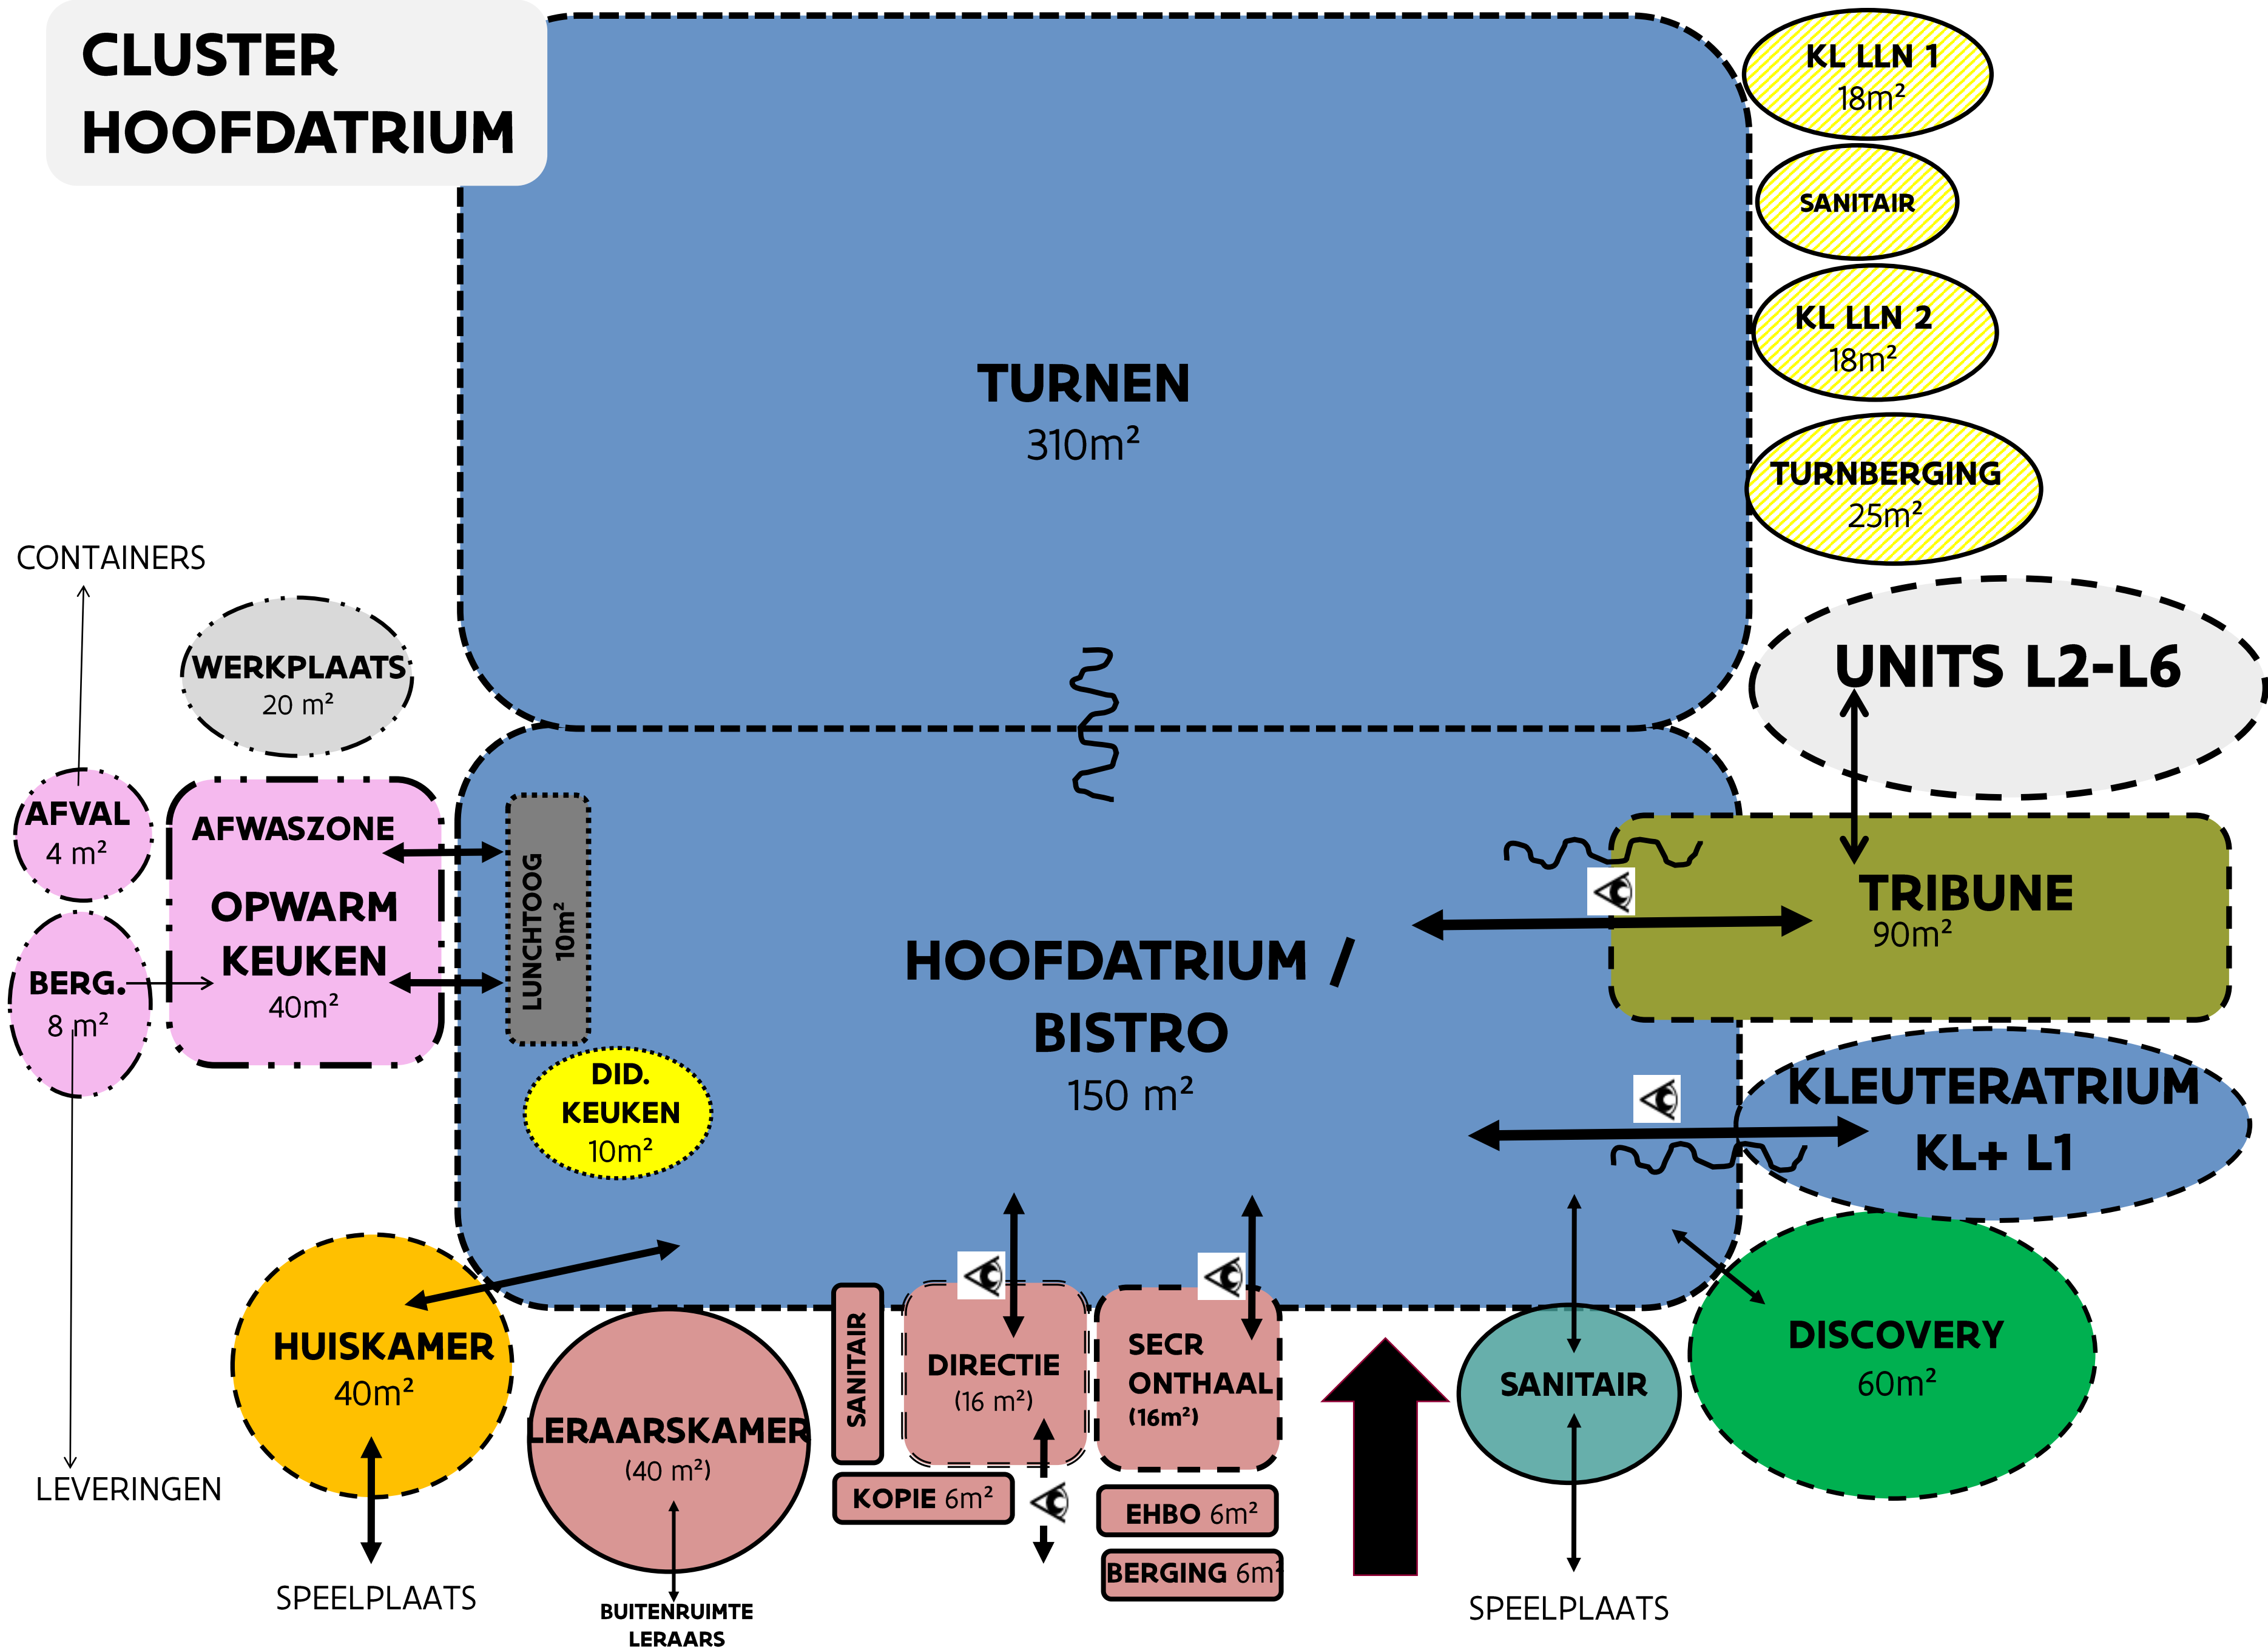 CLUSTER
HOOFDATRIUM
KL LLN 1
18m²
SANITAIR
KL LLN 2
18m²
TURNEN
310m²
TURNBERGING
25m²
CONTAINERS
WERKPLAATS
20 m²
UNITS L2-L6
AFVAL
4 m²
AFWASZONE
OPWARM
KEUKEN
40m²
BERG.
8 m²
LUNCHTOOG
10m²
DID.
KEUKEN
10m²
HOOFDATRIUM /
BISTRO
150 m²
TRIBUNE
90m²
KLEUTERATRIUM
KL+ L1
HUISKAMER
40m²
LERAARSKAMER
(40 m²)
SANITAIR
DIRECTIE
(16 m²)
SECR
ONTHAAL
(16m²)
SANITAIR
DISCOVERY
60m²
KOPIE 6m²
EHBO 6m²
BERGING 6m²
LEVERINGEN
SPEELPLAATS
BUITENRUIMTE
LERAARS
SPEELPLAATS